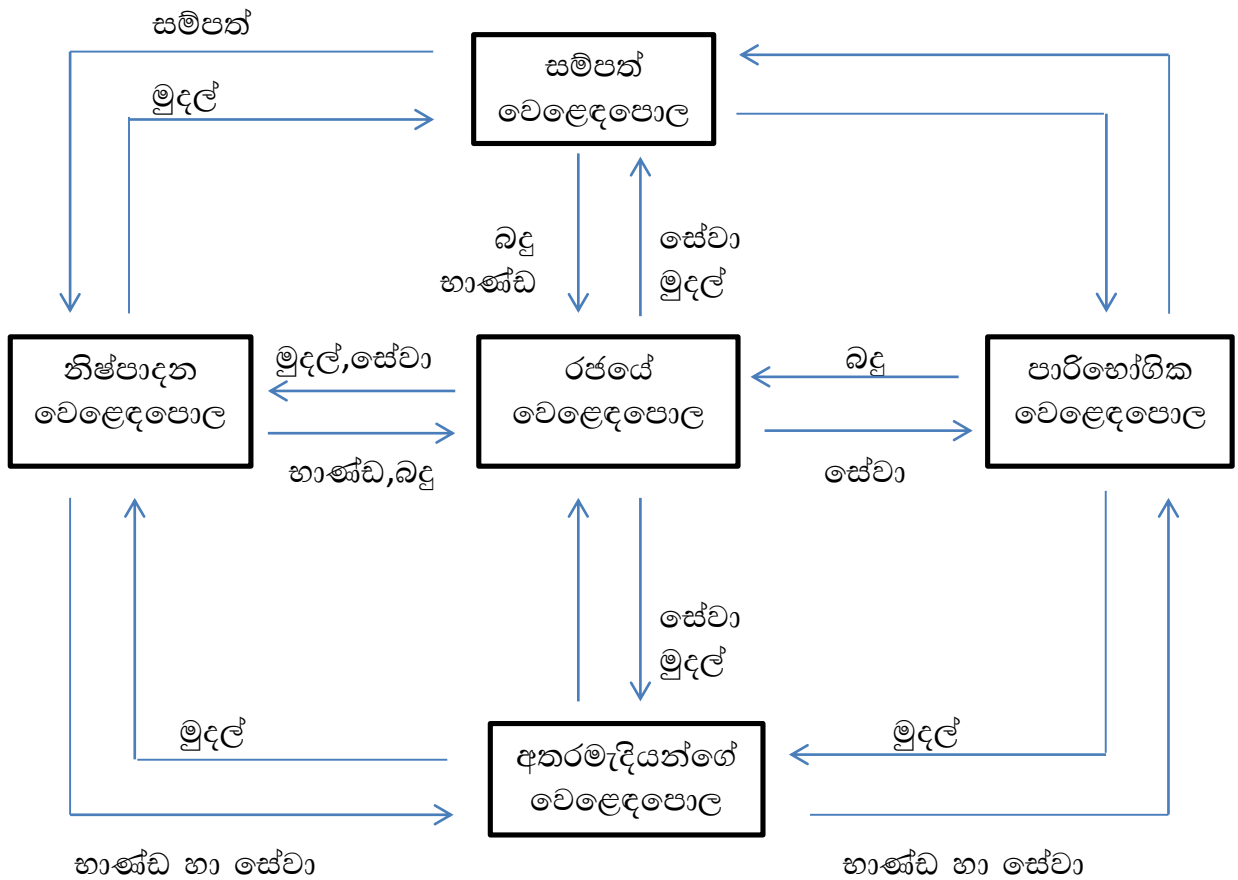 සම්පත්
සම්පත්
වෙළෙඳපොල
මුදල්
බදු
භාණ්ඩ
සේවා
මුදල්
නිෂ්පාදන
වෙළෙඳපොල
මුදල්,සේවා
භාණ්ඩ,බදු
රජයේ
වෙළෙඳපොල
බදු
සේවා
පාරිභෝගික
වෙළෙඳපොල
සේවා
මුදල්
මුදල්
අතරමැදියන්ගේ
වෙළෙඳපොල
මුදල්
භාණ්ඩ හා සේවා
භාණ්ඩ හා සේවා